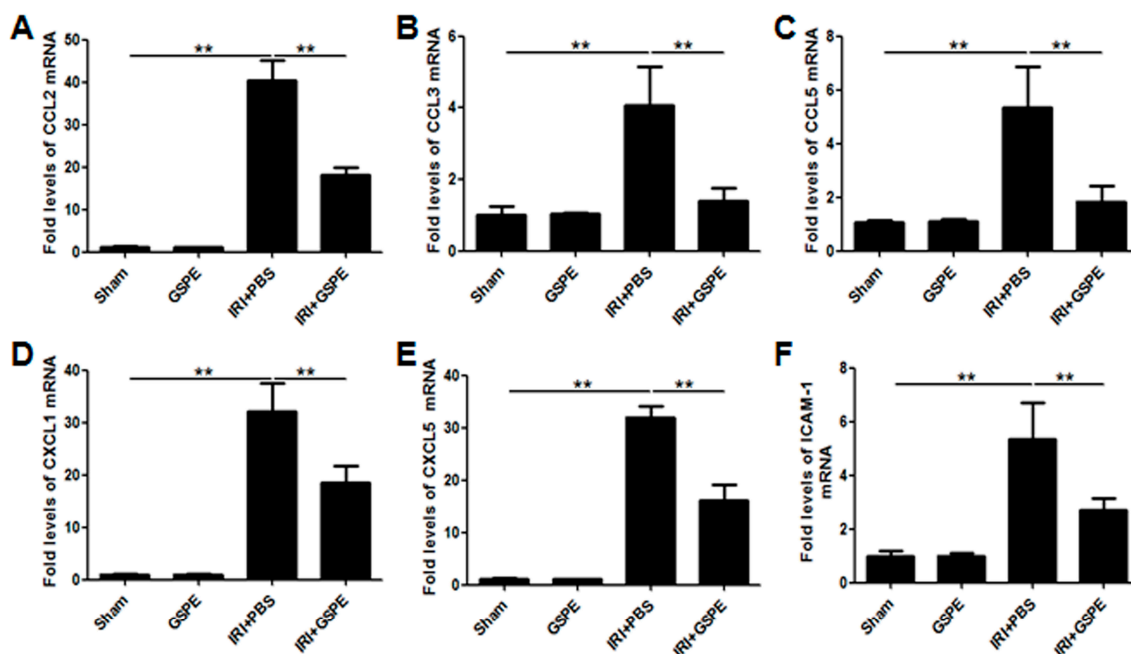 A
Fold levels of CCL2 mRNA
50
40
30
20
10
0
**
**
Sham
GSPE
IRI+PBS
IRI+GSPE
B
Fold levels of CCL3 mRNA
6
4
2
0
**
**
Sham
GSPE
IRI+PBS
IRI+GSPE
C
Fold levels of CCL5 mRNA
8
6
4
2
0
**
**
Sham
GSPE
IRI+PBS
IRI+GSPE
D
Fold levels of CXCL1 mRNA
40
30
20
10
0
**
**
Sham
GSPE
IRI+PBS
IRI+GSPE
E
Fold levels of CXCL5 mRNA
40
30
20
10
0
**
**
Sham
GSPE
IRI+PBS
IRI+GSPE
F
Fold levels of ICAM-1
mRNA
8
6
4
2
0
**
**
Sham
GSPE
IRI+PBS
IRI+GSPE